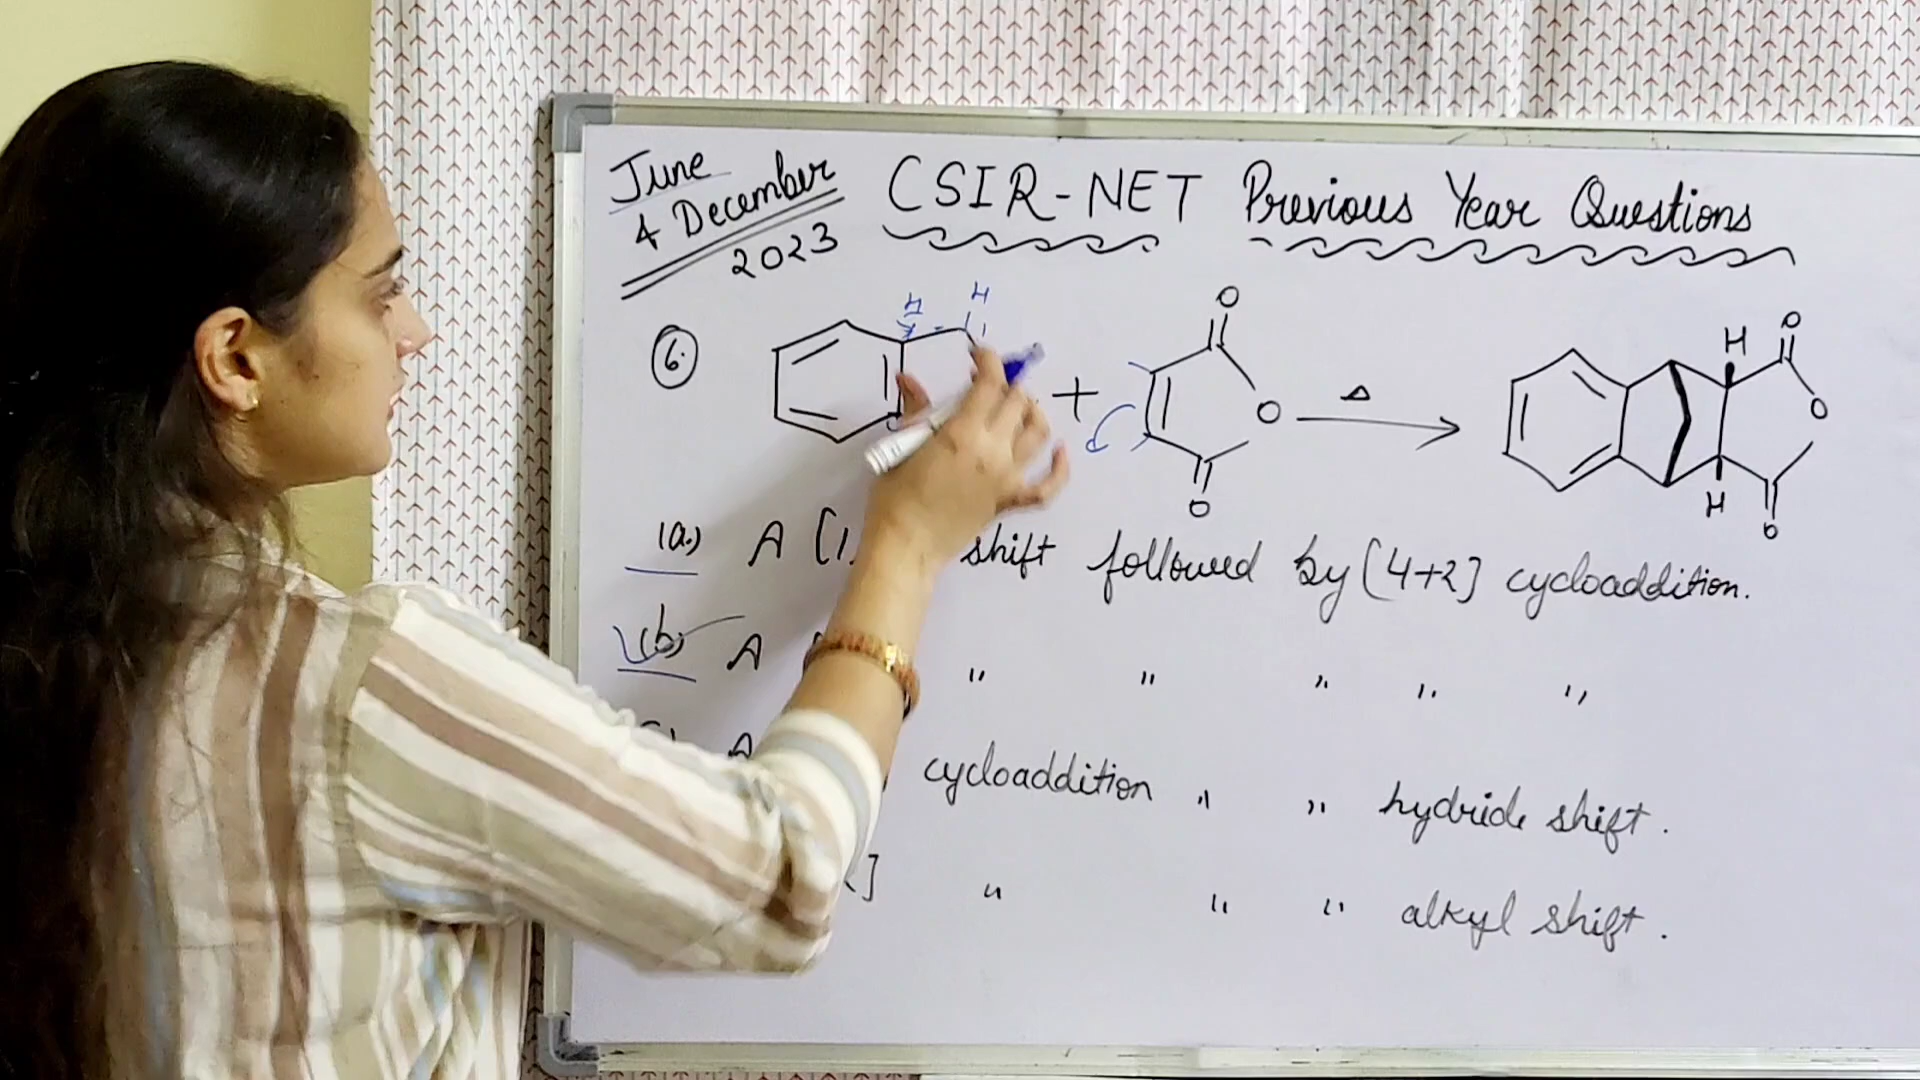 June
& December
2023
CSIR-NET Previous Year Questions
6.
H H
+
O
O
O
Δ
H
H
O
O
O
(a.) A [1, shift followed by [4+2] cycloaddition.
(b) A " " " " "
A cycloaddition " " hydride shift.
] " " " alkyl shift.